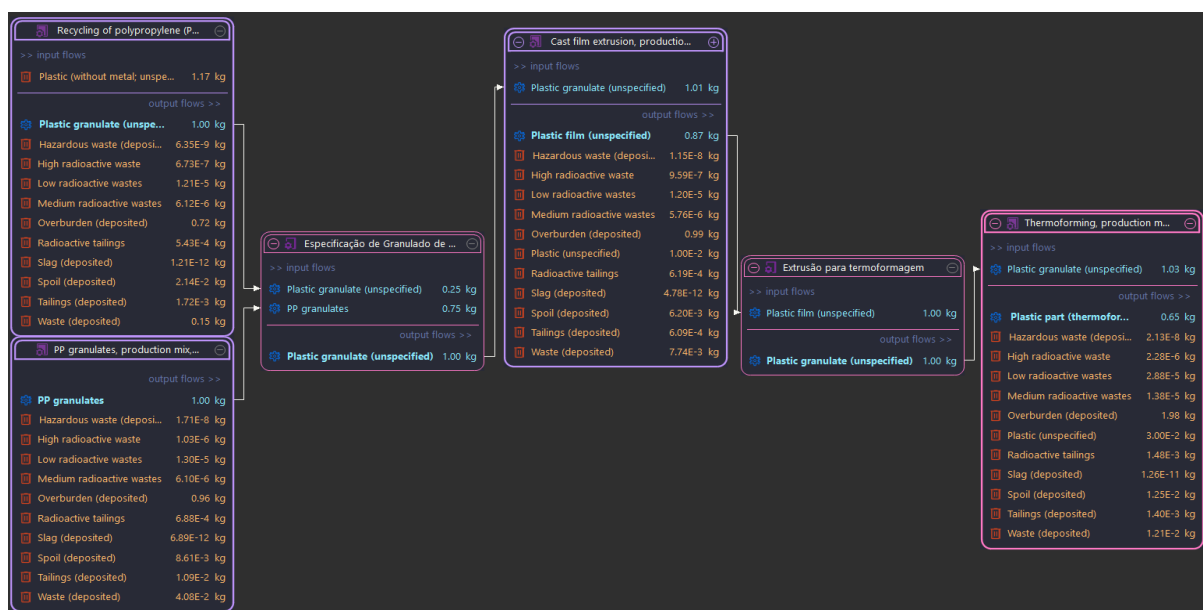 Recycling of polypropylene (P...
>> input flows
Plastic (without metal; unspe... 1.17 kg
output flows >>
Plastic granulate (unspe... 1.00 kg
Hazardous waste (deposi... 6.35E-9 kg
High radioactive waste 6.73E-7 kg
Low radioactive wastes 1.21E-5 kg
Medium radioactive wastes 6.12E-6 kg
Overburden (deposited) 0.72 kg
Radioactive tailings 5.43E-4 kg
Slag (deposited) 1.21E-12 kg
Spoil (deposited) 2.14E-2 kg
Tailings (deposited) 1.72E-3 kg
Waste (deposited) 0.15 kg
PP granulates, production mix,...
output flows >>
PP granulates 1.00 kg
Hazardous waste (deposi... 1.71E-8 kg
High radioactive waste 1.03E-6 kg
Low radioactive wastes 1.30E-5 kg
Medium radioactive wastes 6.10E-6 kg
Overburden (deposited) 0.96 kg
Radioactive tailings 6.88E-4 kg
Slag (deposited) 6.89E-12 kg
Spoil (deposited) 8.61E-3 kg
Tailings (deposited) 1.09E-2 kg
Waste (deposited) 4.08E-2 kg
Especificação de Granulado de ...
>> input flows
Plastic granulate (unspecified) 0.25 kg
PP granulates 0.75 kg
output flows >>
Plastic granulate (unspecified) 1.00 kg
Cast film extrusion, productio...
>> input flows
Plastic granulate (unspecified) 1.01 kg
output flows >>
Plastic film (unspecified) 0.87 kg
Hazardous waste (deposi... 1.15E-8 kg
High radioactive waste 9.59E-7 kg
Low radioactive wastes 1.20E-5 kg
Medium radioactive wastes 5.76E-6 kg
Overburden (deposited) 0.99 kg
Plastic (unspecified) 1.00E-2 kg
Radioactive tailings 6.19E-4 kg
Slag (deposited) 4.78E-12 kg
Spoil (deposited) 6.20E-3 kg
Tailings (deposited) 6.09E-4 kg
Waste (deposited) 7.74E-3 kg
Extrusão para termoformagem
>> input flows
Plastic film (unspecified) 1.00 kg
output flows >>
Plastic granulate (unspecified) 1.00 kg
Thermoforming, production m...
>> input flows
Plastic granulate (unspecified) 1.03 kg
output flows >>
Plastic part (thermofor... 0.65 kg
Hazardous waste (deposi... 2.13E-8 kg
High radioactive waste 2.28E-6 kg
Low radioactive wastes 2.88E-5 kg
Medium radioactive wastes 1.38E-5 kg
Overburden (deposited) 1.98 kg
Plastic (unspecified) 3.00E-2 kg
Radioactive tailings 1.48E-3 kg
Slag (deposited) 1.26E-11 kg
Spoil (deposited) 1.25E-2 kg
Tailings (deposited) 1.40E-3 kg
Waste (deposited) 1.21E-2 kg